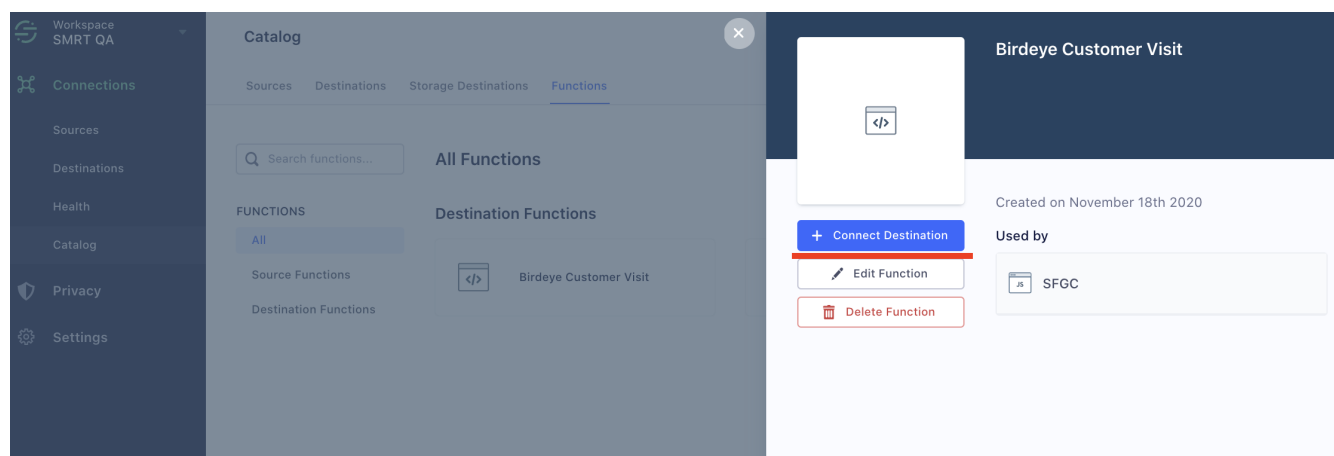 Workspace
SMRT QA
Connections
Sources
Destinations
Health
Catalog
Privacy
Settings
Catalog
Sources
Destinations
Storage Destinations
Functions
Search functions...
FUNCTIONS
All
Source Functions
Destination Functions
All Functions
Destination Functions
</>
Birdeye Customer Visit
×
</>
Birdeye Customer Visit
+ Connect Destination
Edit Function
Delete Function
Created on November 18th 2020
Used by
JS
SFGC